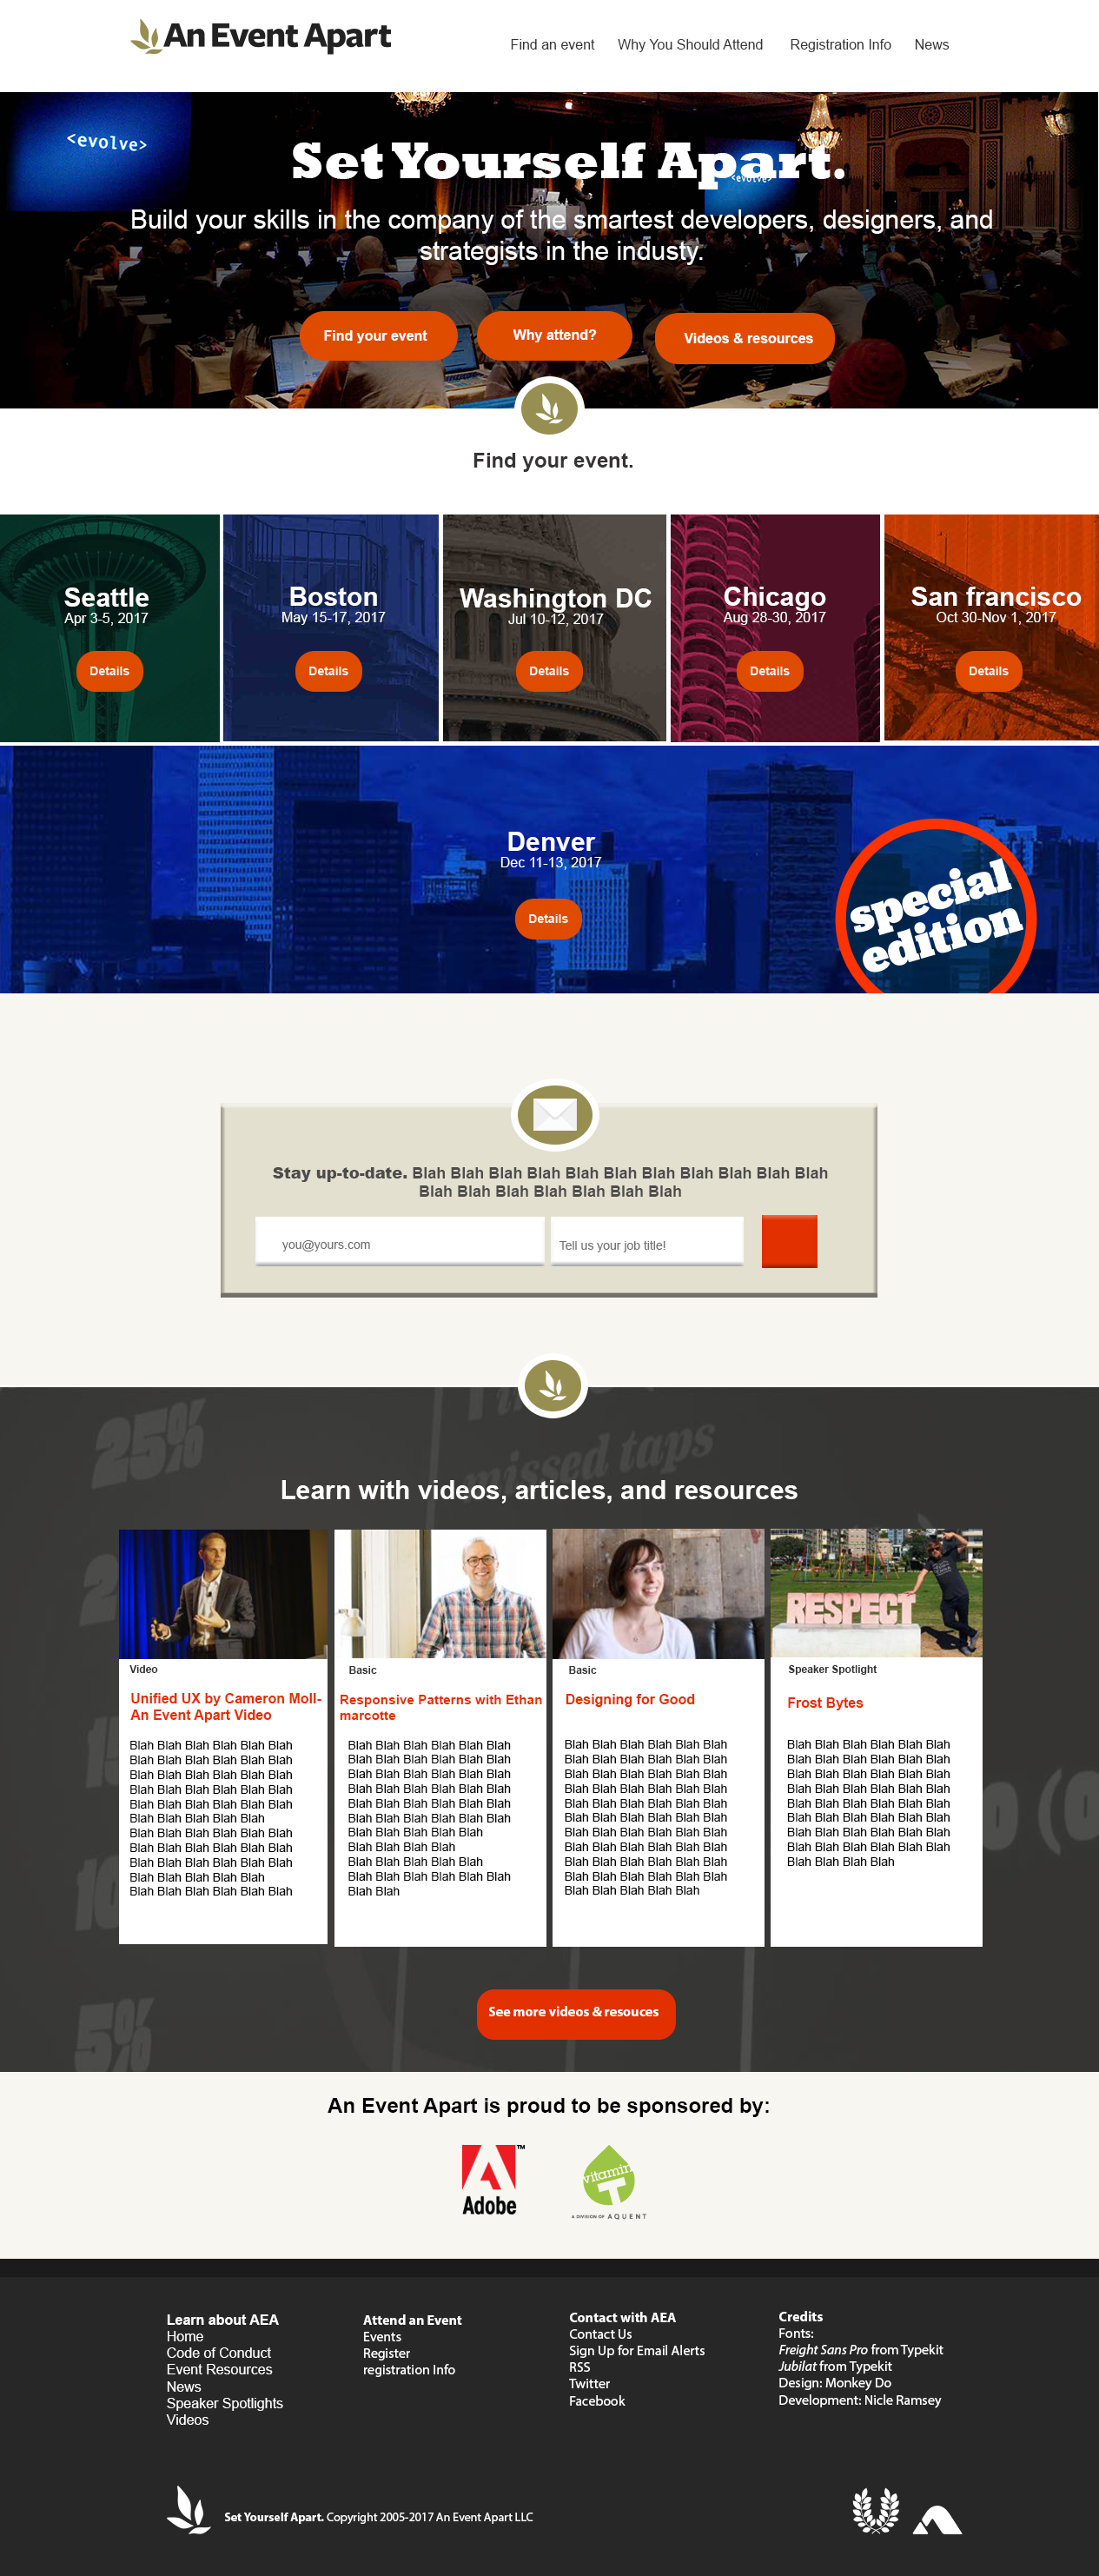 An Event Apart
Find an event Why You Should Attend Registration Info News
<evolve>
Set Yourself Apart.
<evolve>
Build your skills in the company of the smartest developers, designers, and
strategists in the industy.
Find your event Why attend? Videos & resources
Find your event.
Seattle
Apr 3-5, 2017
Details
Boston
May 15-17, 2017
Details
Washington DC
Jul 10-12, 2017
Details
Chicago
Aug 28-30, 2017
Details
San francisco
Oct 30-Nov 1, 2017
Details
Denver
Dec 11-13, 2017
Details
special
edition
Stay up-to-date. Blah Blah Blah Blah Blah Blah Blah Blah Blah Blah Blah
Blah Blah Blah Blah Blah Blah Blah
you@yours.com
Tell us your job title!
25%
missed taps
Learn with videos, articles, and resources
Video
Unified UX by Cameron Moll-
An Event Apart Video
Blah Blah Blah Blah Blah Blah
Blah Blah Blah Blah Blah Blah
Blah Blah Blah Blah Blah Blah
Blah Blah Blah Blah Blah Blah
Blah Blah Blah Blah Blah Blah
Blah Blah Blah Blah Blah
Blah Blah Blah Blah Blah Blah
Blah Blah Blah Blah Blah Blah
Blah Blah Blah Blah Blah Blah
Blah Blah Blah Blah Blah
Blah Blah Blah Blah Blah Blah
Basic
Responsive Patterns with Ethan
marcotte
Blah Blah Blah Blah Blah Blah
Blah Blah Blah Blah Blah Blah
Blah Blah Blah Blah Blah Blah
Blah Blah Blah Blah Blah Blah
Blah Blah Blah Blah Blah Blah
Blah Blah Blah Blah Blah Blah
Blah Blah Blah Blah Blah
Blah Blah Blah Blah
Blah Blah Blah Blah Blah
Blah Blah Blah Blah Blah Blah
Blah Blah
Basic
Designing for Good
Blah Blah Blah Blah Blah Blah
Blah Blah Blah Blah Blah Blah
Blah Blah Blah Blah Blah Blah
Blah Blah Blah Blah Blah Blah
Blah Blah Blah Blah Blah Blah
Blah Blah Blah Blah Blah Blah
Blah Blah Blah Blah Blah Blah
Blah Blah Blah Blah Blah Blah
Blah Blah Blah Blah Blah Blah
Blah Blah Blah Blah Blah Blah
Blah Blah Blah Blah Blah
RESPECT
Speaker Spotlight
Frost Bytes
Blah Blah Blah Blah Blah Blah
Blah Blah Blah Blah Blah Blah
Blah Blah Blah Blah Blah Blah
Blah Blah Blah Blah Blah Blah
Blah Blah Blah Blah Blah Blah
Blah Blah Blah Blah Blah Blah
Blah Blah Blah Blah Blah Blah
Blah Blah Blah Blah Blah Blah
Blah Blah Blah Blah
5%
See more videos & resouces
An Event Apart is proud to be sponsored by:
Adobe
vitamin
T
A DIVISION OF AQUENT
Learn about AEA
Home
Code of Conduct
Event Resources
News
Speaker Spotlights
Videos
Attend an Event
Events
Register
registration Info
Contact with AEA
Contact Us
Sign Up for Email Alerts
RSS
Twitter
Facebook
Credits
Fonts:
Freight Sans Pro from Typekit
Jubilat from Typekit
Design: Monkey Do
Development: Nicle Ramsey
Set Yourself Apart. Copyright 2005-2017 An Event Apart LLC